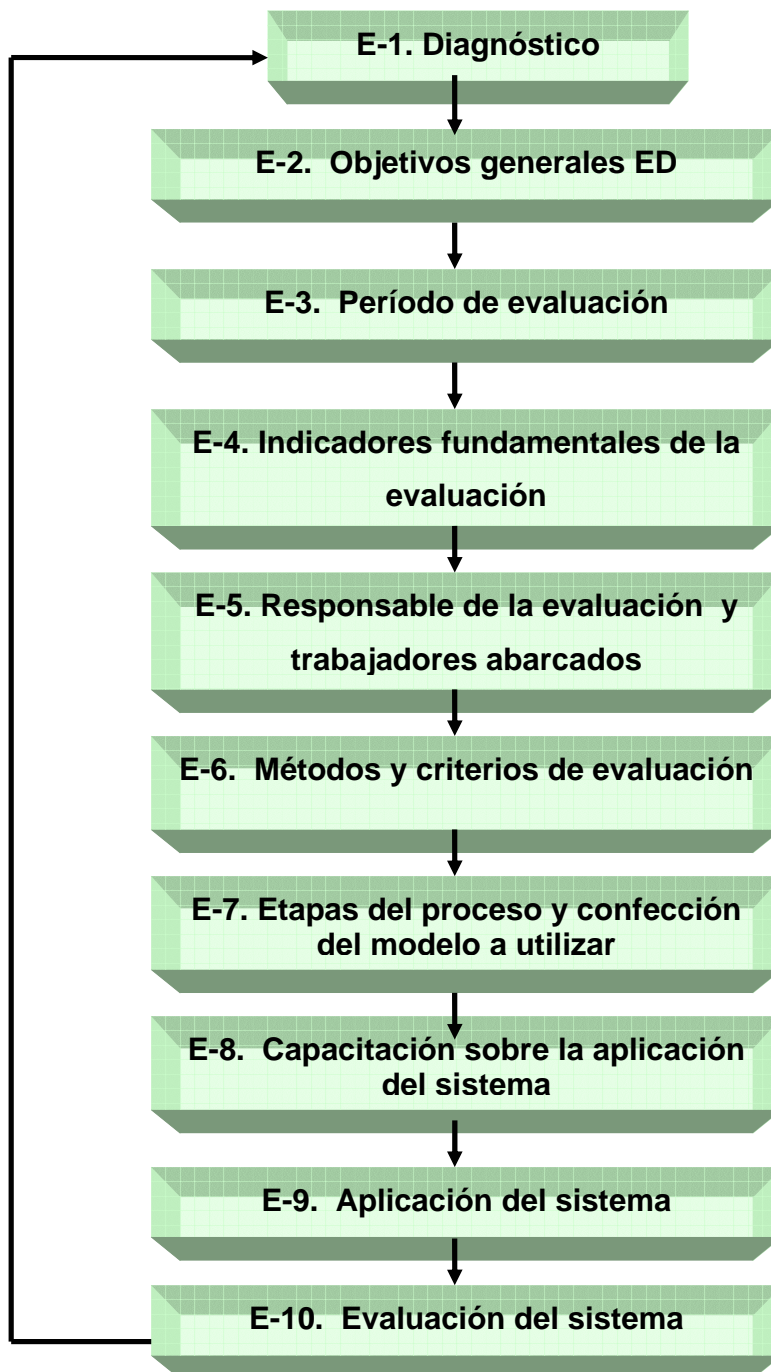 E-1. Diagnóstico
E-2. Objetivos generales ED
E-3. Período de evaluación
E-4. Indicadores fundamentales de la
evaluación
E-5. Responsable de la evaluación y
trabajadores abarcados
E-6. Métodos y criterios de evaluación
E-7. Etapas del proceso y confección
del modelo a utilizar
E-8. Capacitación sobre la aplicación
del sistema
E-9. Aplicación del sistema
E-10. Evaluación del sistema